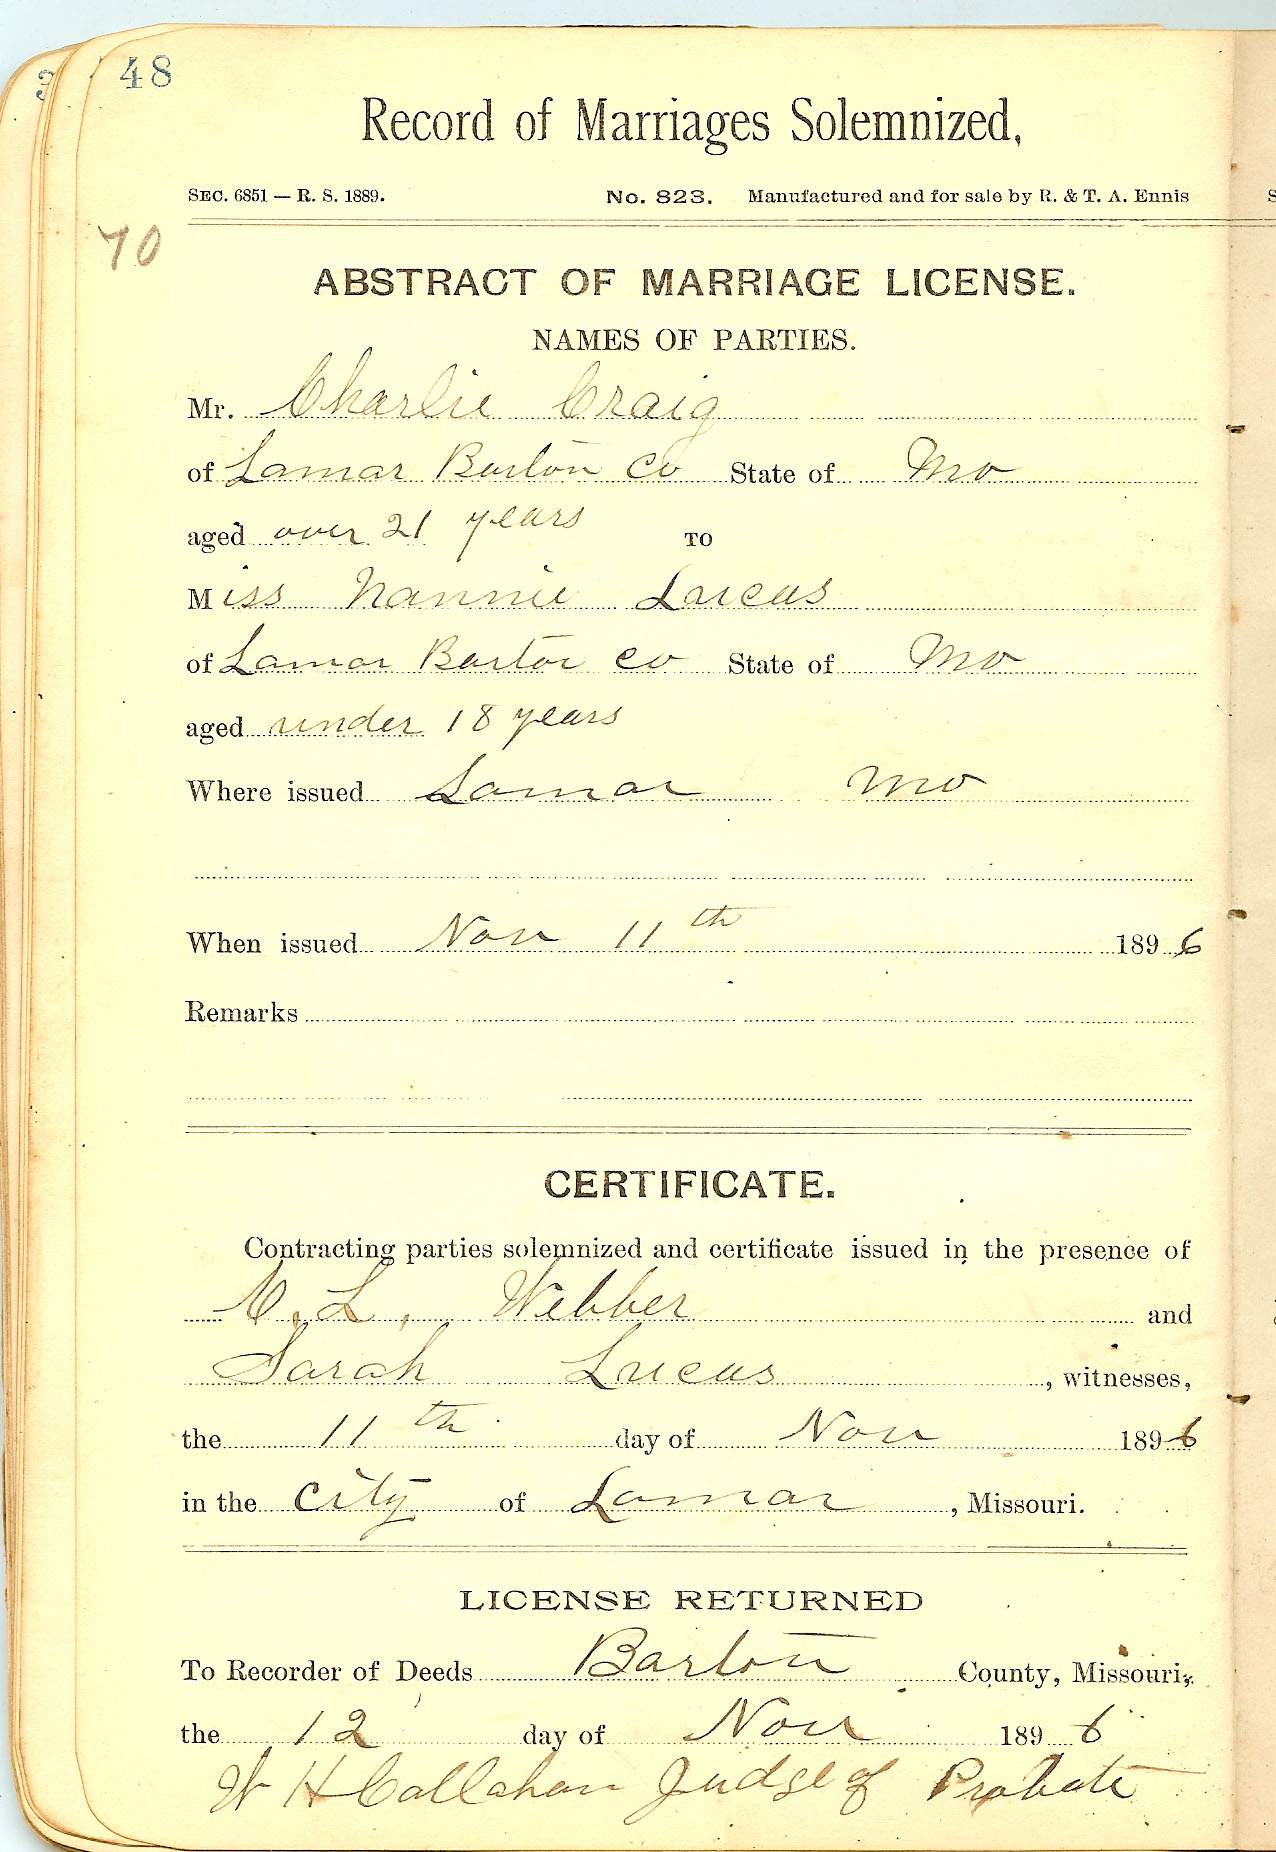 48
Record of Marriages Solemnized,
SEC. 6851 — R. S. 1889. No. 823. Manufactured and for sale by R. & T. A. Ennis
70
ABSTRACT OF MARRIAGE LICENSE.
NAMES OF PARTIES.
Mr. Charlie Craig
of Lamar Barton Co State of Mo
aged over 21 years TO
Miss Nannie Lucas
of Lamar Barton Co State of Mo
aged under 18 years
Where issued Lamar Mo
When issued Nov 11th 1896
Remarks
CERTIFICATE.
Contracting parties solemnized and certificate issued in the presence of
C. L. Webber and
Sarah Lucas, witnesses,
the 11th day of Nov 1896
in the City of Lamar, Missouri.
LICENSE RETURNED
To Recorder of Deeds Barton County, Missouri,
the 12 day of Nov 1896
W H Callahan Judge of Probate